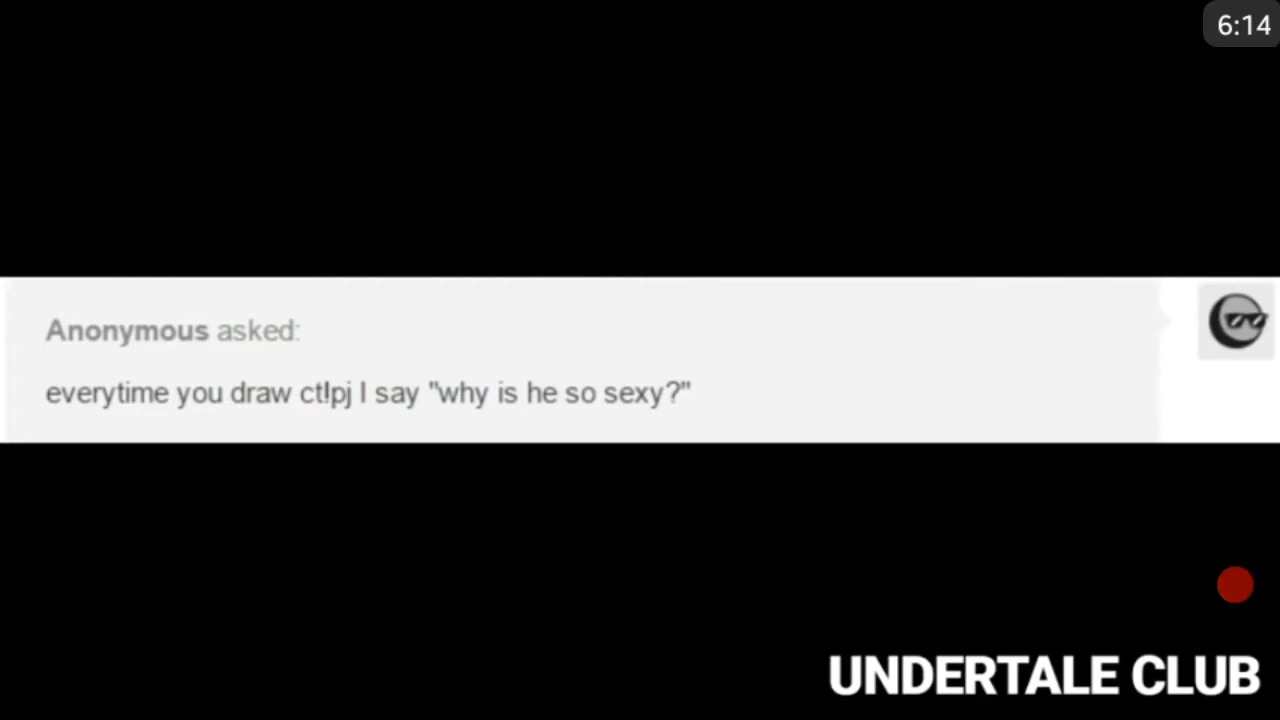 6:14
Anonymous asked:
everytime you draw ct!pj I say "why is he so sexy?"
UNDERTALE CLUB